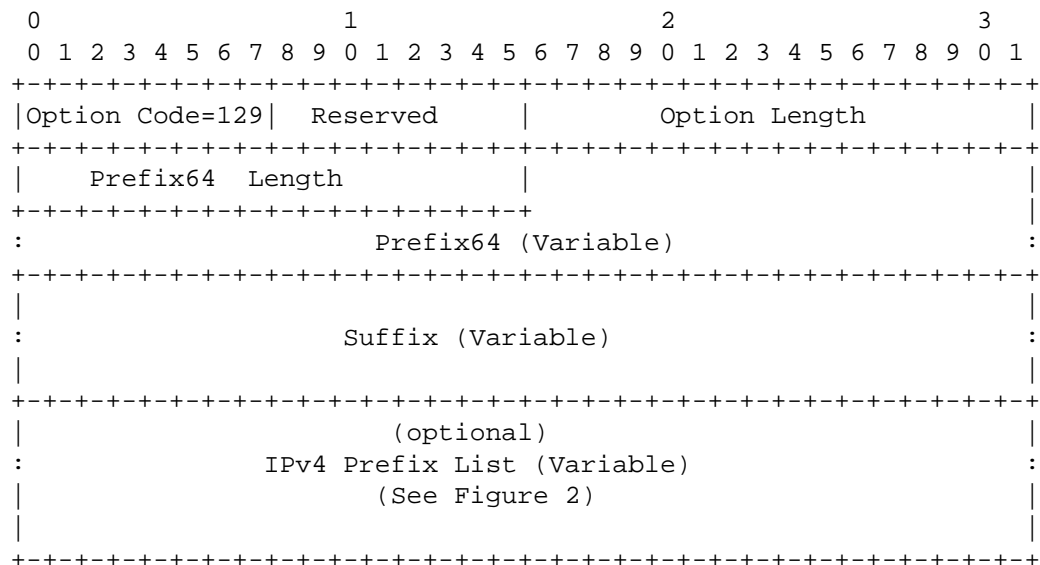 0                   1                   2                   3
 0 1 2 3 4 5 6 7 8 9 0 1 2 3 4 5 6 7 8 9 0 1 2 3 4 5 6 7 8 9 0 1
+-+-+-+-+-+-+-+-+-+-+-+-+-+-+-+-+-+-+-+-+-+-+-+-+-+-+-+-+-+-+-+-+
|Option Code=129|  Reserved     |        Option Length          |
+-+-+-+-+-+-+-+-+-+-+-+-+-+-+-+-+-+-+-+-+-+-+-+-+-+-+-+-+-+-+-+-+
|    Prefix64  Length           |                               |
+-+-+-+-+-+-+-+-+-+-+-+-+-+-+-+-+                               |
:                      Prefix64 (Variable)                      :
+-+-+-+-+-+-+-+-+-+-+-+-+-+-+-+-+-+-+-+-+-+-+-+-+-+-+-+-+-+-+-+-+
|                                                               |
:                    Suffix (Variable)                          :
|                                                               |
+-+-+-+-+-+-+-+-+-+-+-+-+-+-+-+-+-+-+-+-+-+-+-+-+-+-+-+-+-+-+-+-+
|                       (optional)                              |
:               IPv4 Prefix List (Variable)                     :
|                      (See Figure 2)                           |
|                                                               |
+-+-+-+-+-+-+-+-+-+-+-+-+-+-+-+-+-+-+-+-+-+-+-+-+-+-+-+-+-+-+-+-+